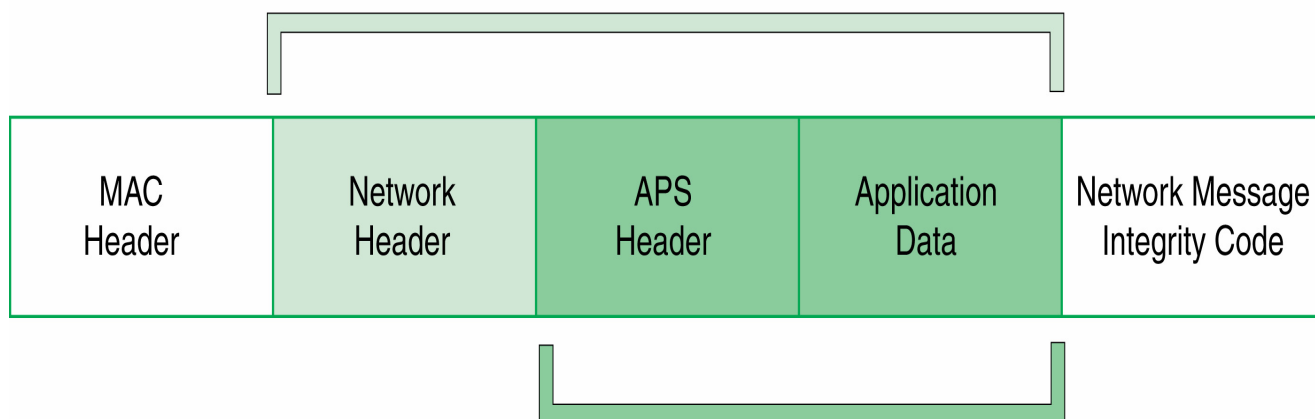 MAC
Header
Network
Header
APS
Header
Application
Data
Network Message
Integrity Code